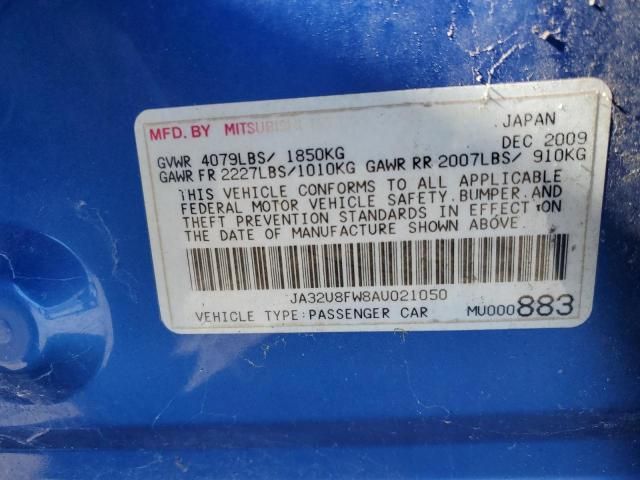 MFD. BY MITSUBISHI
JAPAN
DEC 2009
GVWR 4079LBS/ 1850KG
GAWR FR 2227LBS/1010KG GAWR RR 2007LBS/ 910KG
THIS VEHICLE CONFORMS TO ALL APPLICABLE
FEDERAL MOTOR VEHICLE SAFETY, BUMPER, AND
THEFT PREVENTION STANDARDS IN EFFECT ON
THE DATE OF MANUFACTURE SHOWN ABOVE.
JA32U8FW8AU021050
VEHICLE TYPE:PASSENGER CAR
MU000883